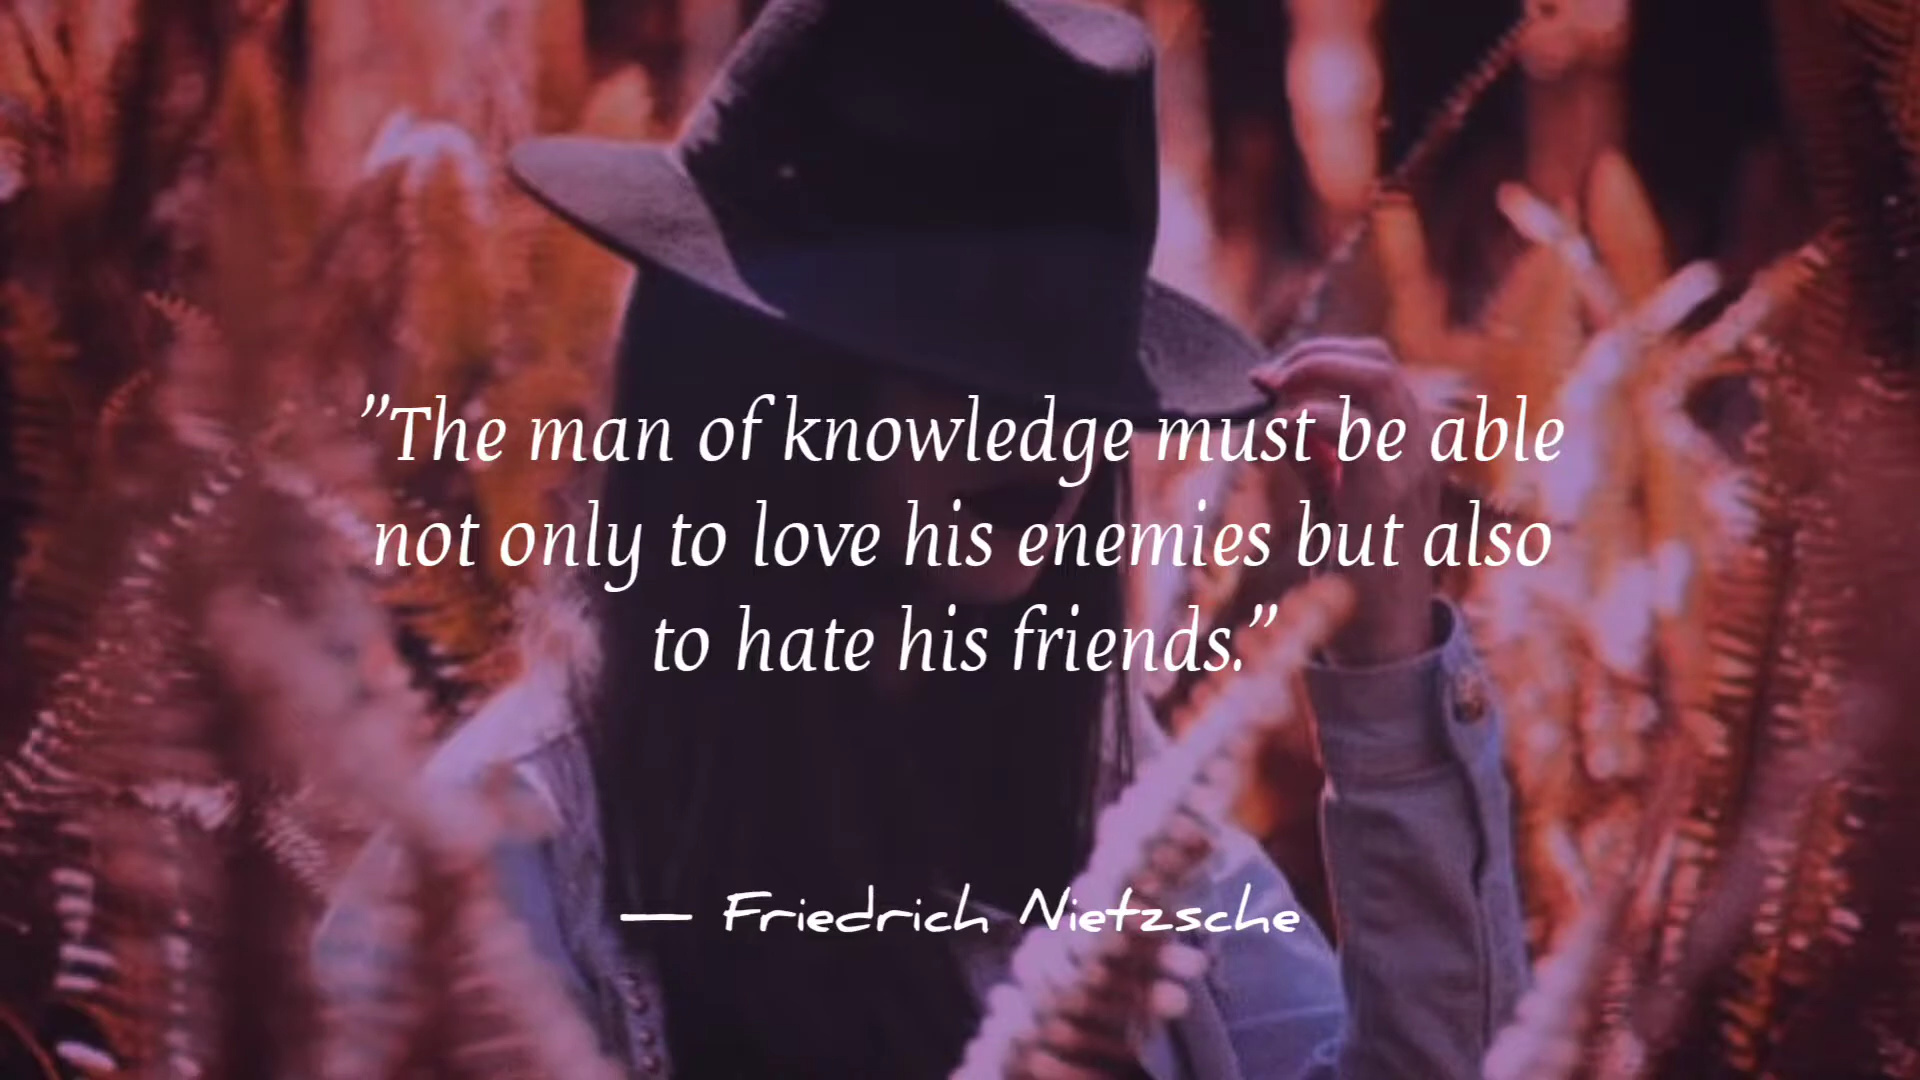 ”The man of knowledge must be able
not only to love his enemies but also
to hate his friends.”
— Friedrich Nietzsche